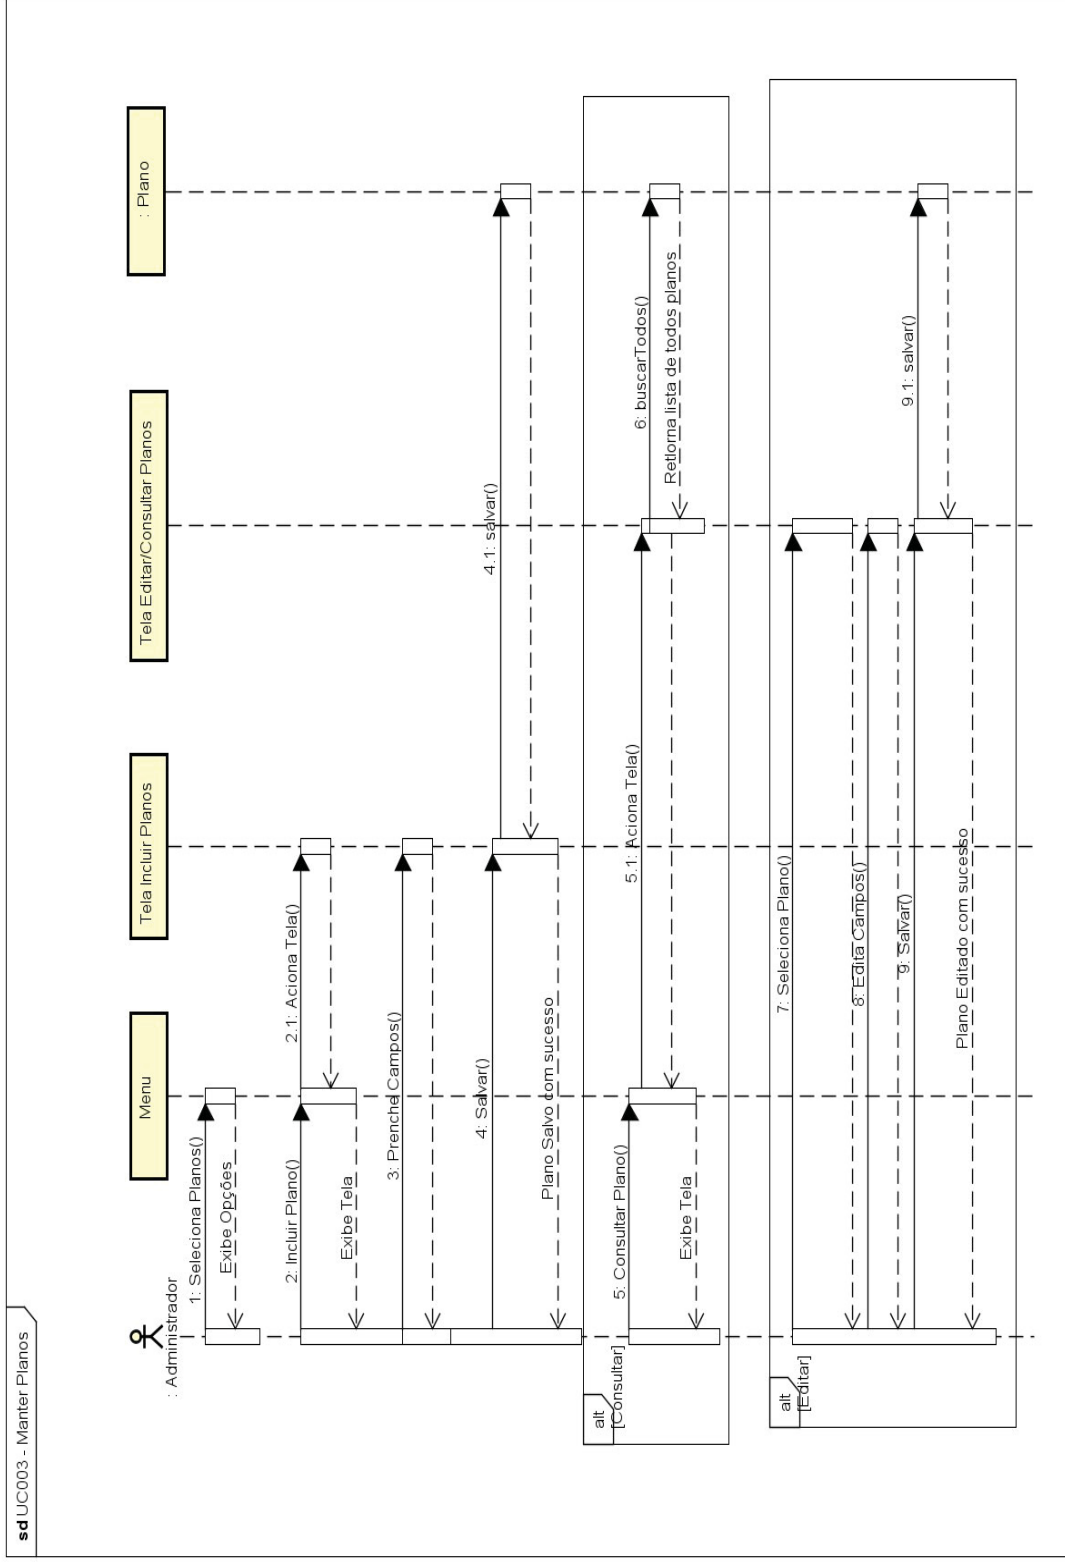 sd UC003 - Manter Planos
: Administrador
Menu
Tela Incluir Planos
Tela Editar/Consultar Planos
: Plano
1: Seleciona Planos()
Exibe Opções
2: Incluir Plano()
2.1: Aciona Tela()
Exibe Tela
3: Prenche Campos()
4: Salvar()
4.1: salvar()
Plano Salvo com sucesso
alt
[Consultar]
5: Consultar Plano()
5.1: Aciona Tela()
6: buscarTodos()
Retlorna lista de todos planos
Exibe Tela
alt
[Editar]
7: Seleciona Plano()
8: Edita Campos()
9: Salvar()
9.1: salvar()
Plano Editado com sucesso